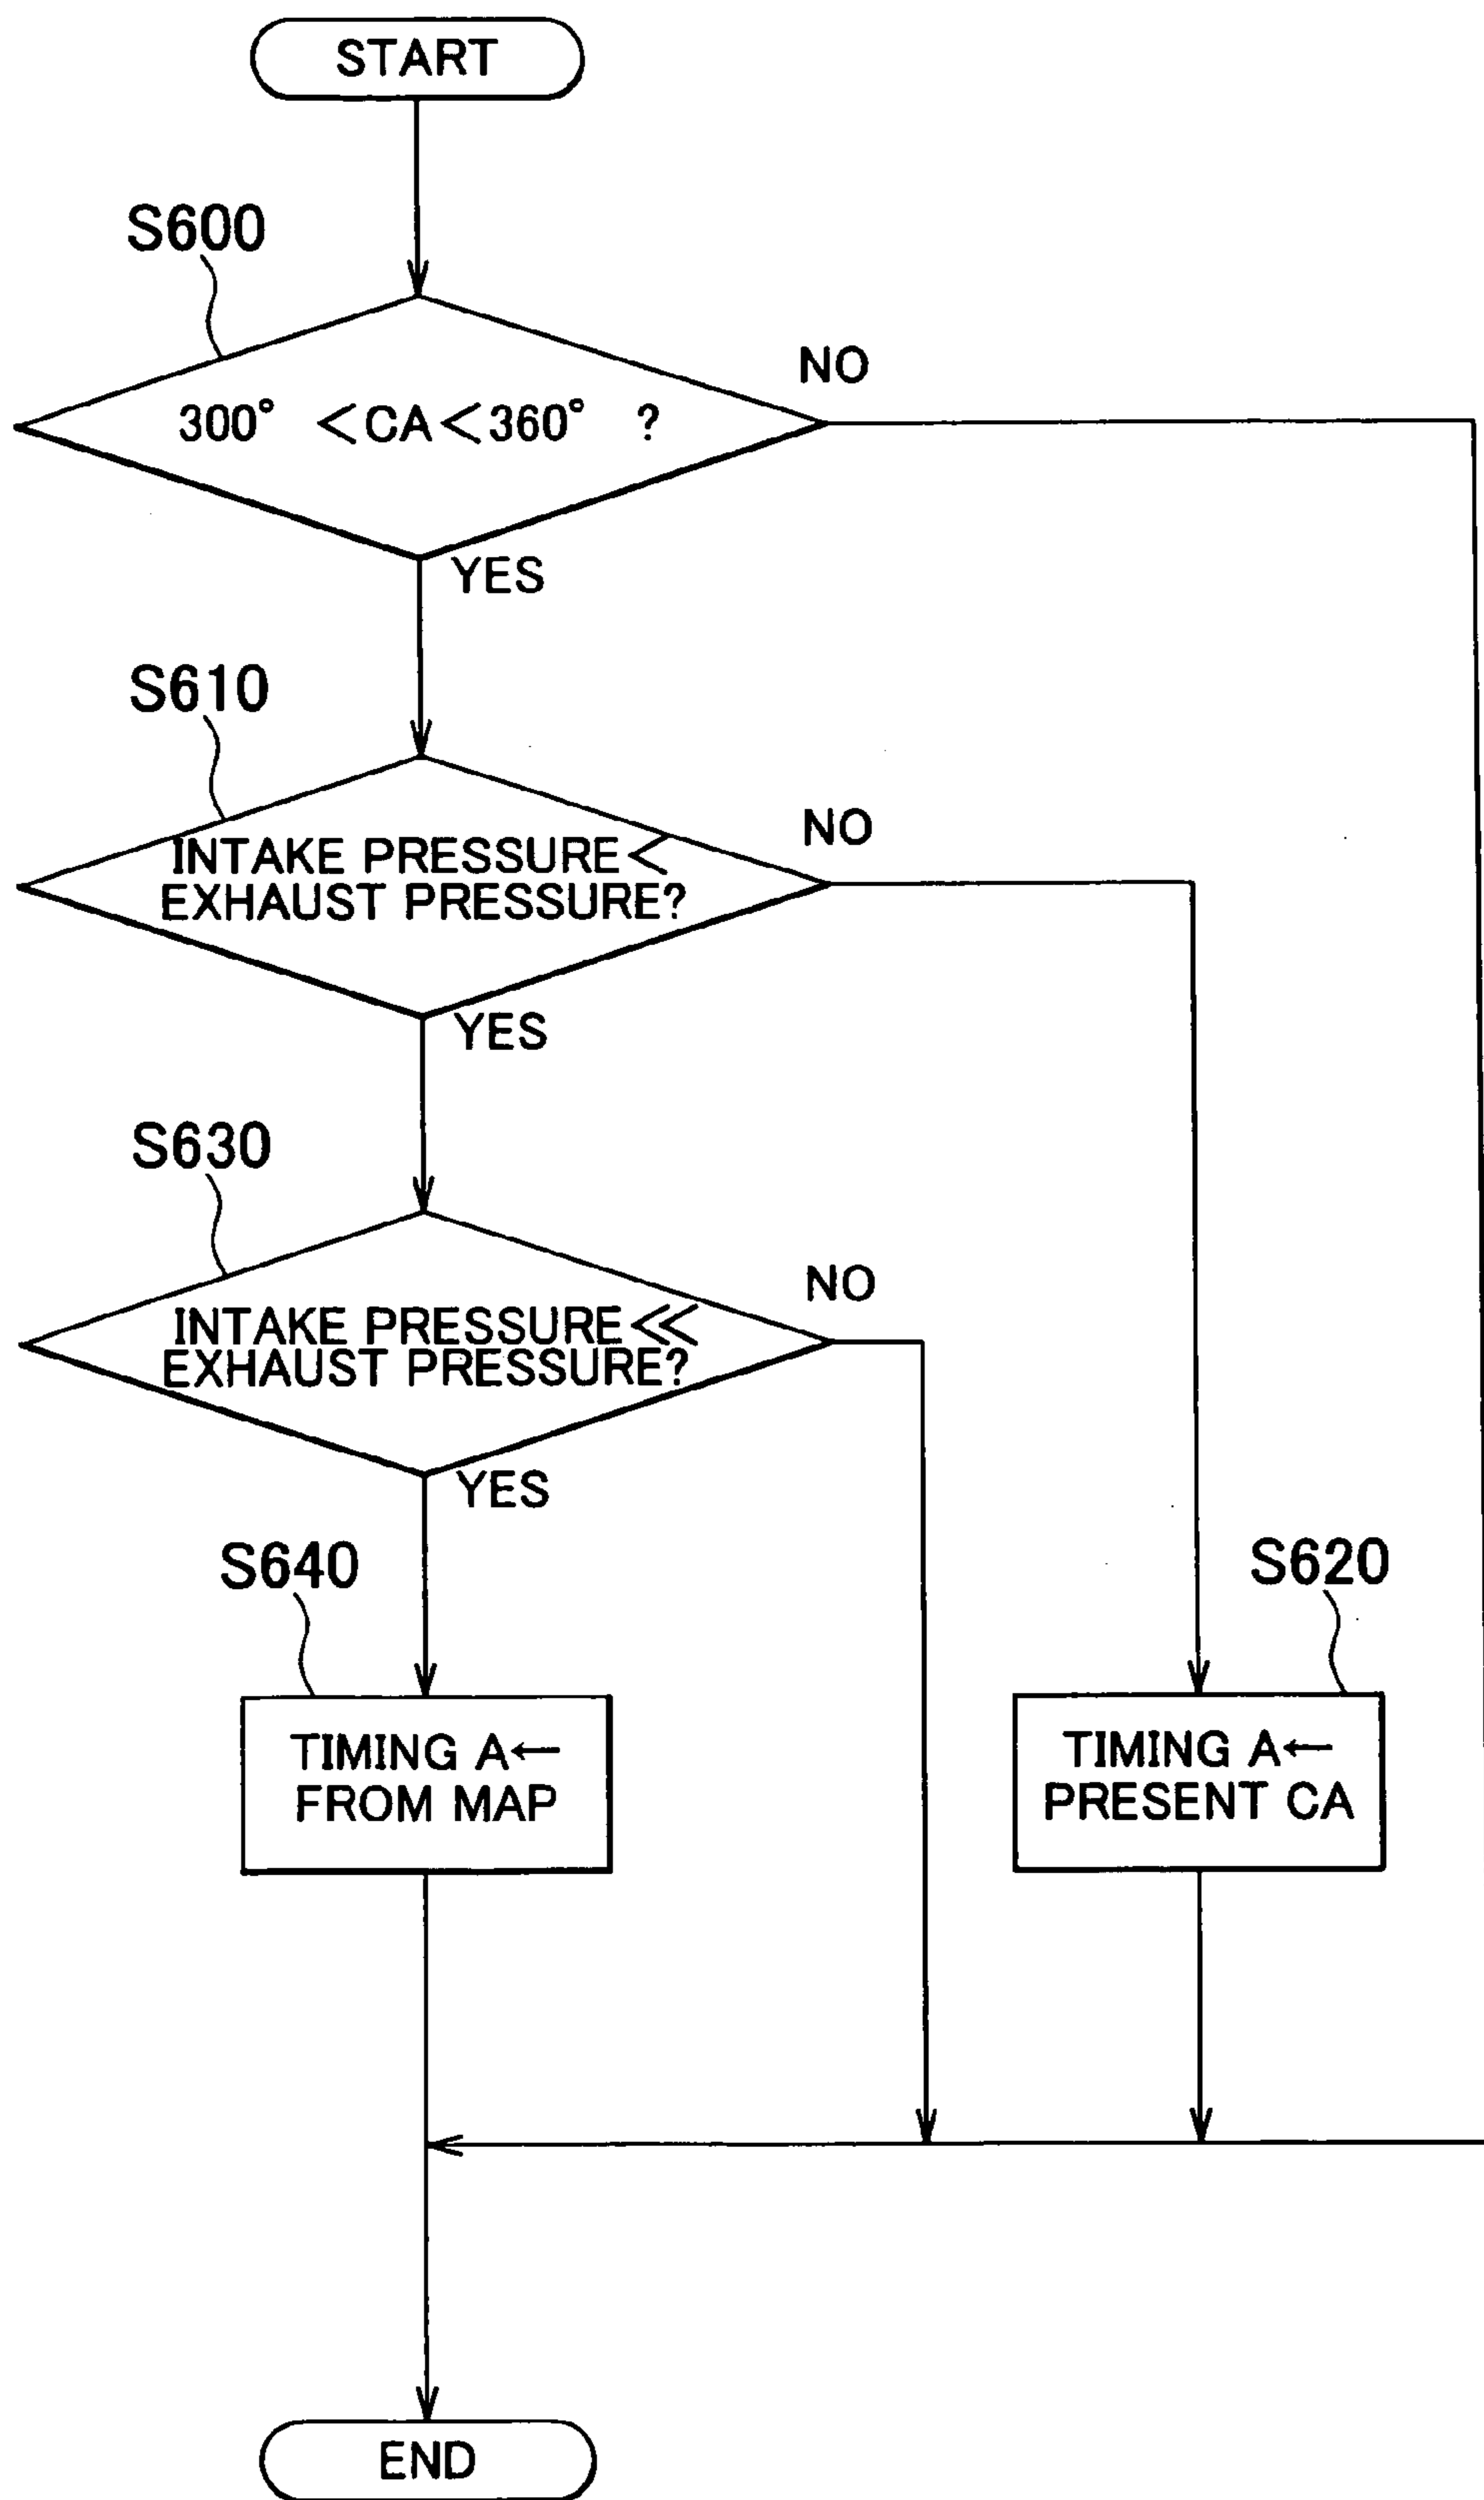 START
S600
NO
300° <CA<360° ?
YES
S610
NO
INTAKE PRESSURE<
EXHAUST PRESSURE?
YES
S630
NO
INTAKE PRESSURE≪
EXHAUST PRESSURE?
YES
S640
S620
TIMING A←
FROM MAP
TIMING A←
PRESENT CA
END